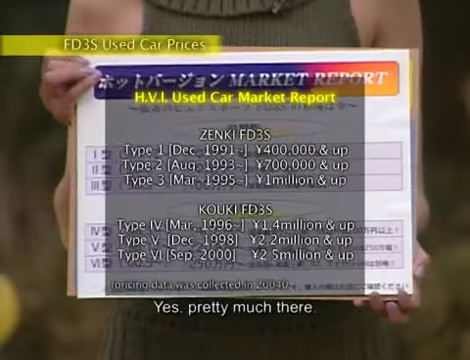 FD3S Used Car Prices
ホットバージョン MARKET REPORT
H.V.I. Used Car Market Report
ZENKI FD3S
Type 1 [Dec, 1991~] ¥400,000 & up
Type 2 [Aug, 1993~] ¥700,000 & up
Type 3 [Mar, 1995~] ¥1million & up
KOUKI FD3S
Type IV [Mar, 1996~] ¥1.4million & up
Type V [Dec, 1998] ¥2.2million & up
Type VI [Sep, 2000] ¥2.5million & up
(pricing data was collected in 2004)
Yes, pretty much there.